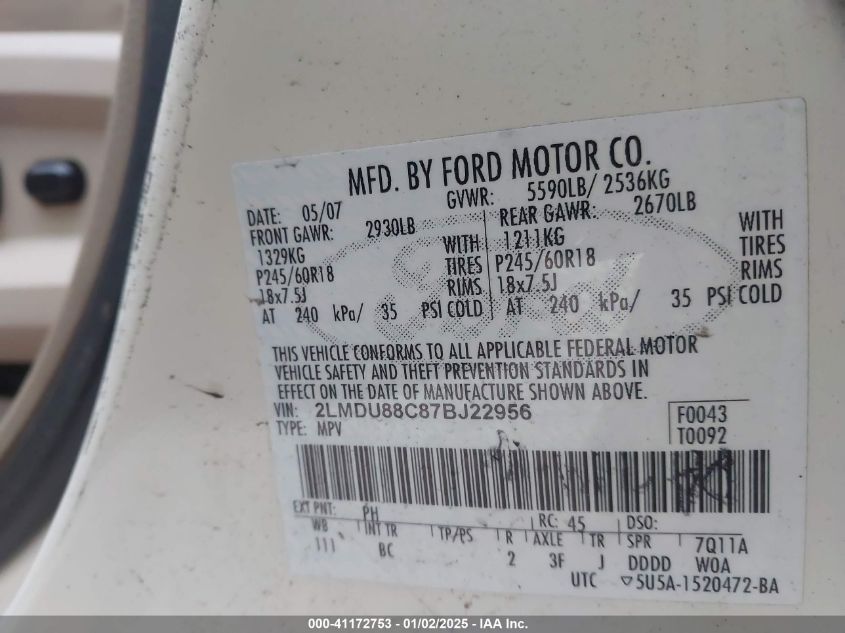 MFD. BY FORD MOTOR CO.
DATE: 05/07 GVWR: 5590LB/ 2536KG
FRONT GAWR: 2930LB REAR GAWR: 2670LB
1329KG WITH 1211KG WITH
P245/60R18 TIRES P245/60R18 TIRES
18x7.5J RIMS 18x7.5J RIMS
AT 240 kPa/ 35 PSI COLD AT 240 kPa/ 35 PSI COLD
THIS VEHICLE CONFORMS TO ALL APPLICABLE FEDERAL MOTOR
VEHICLE SAFETY AND THEFT PREVENTION STANDARDS IN
EFFECT ON THE DATE OF MANUFACTURE SHOWN ABOVE.
VIN: 2LMDU88C87BJ22956 F0043
TYPE: MPV T0092
EXT PNT: PH RC: 45 DSO:
WB INT TR TP/PS R AXLE TR SPR 7Q11A
111 BC 2 3F J DDDD WOA
UTC ▽5U5A-1520472-BA
000-41172753 - 01/02/2025 - IAA Inc.